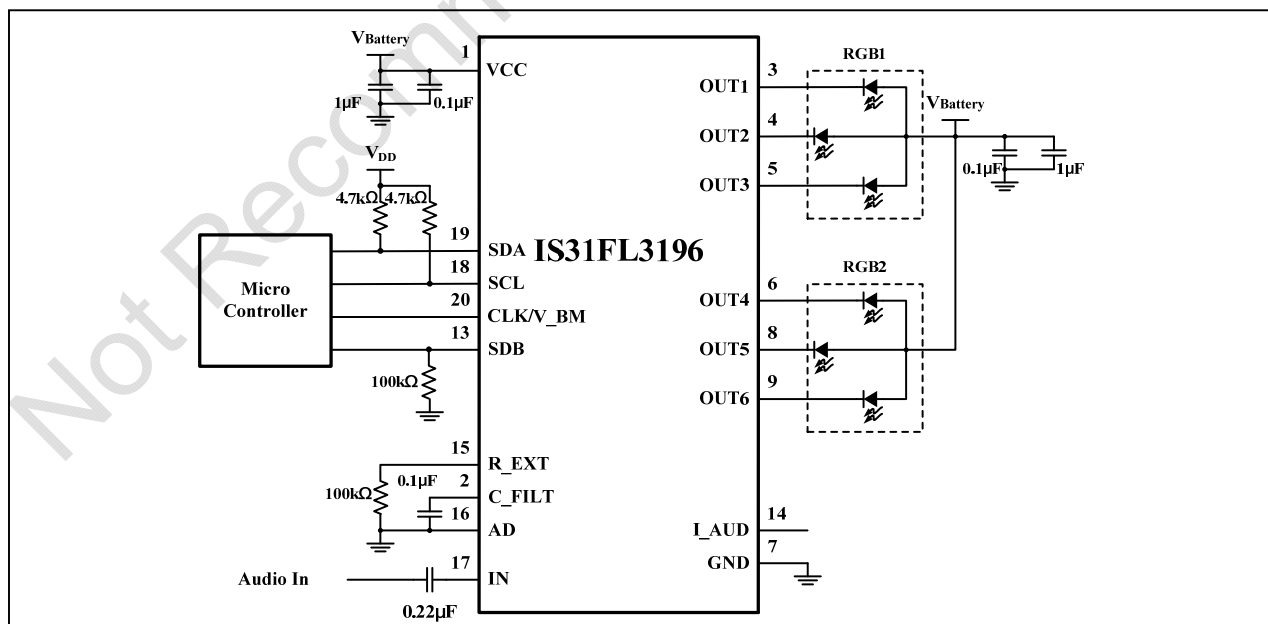 Not Recomm
VBattery
1
VCC
1µF
0.1µF
VDD
4.7kΩ
4.7kΩ
Micro
Controller
19
SDA
18
SCL
20
CLK/V_BM
13
SDB
100kΩ
15
R_EXT
0.1µF
2
C_FILT
100kΩ
16
AD
17
IN
Audio In
0.22µF
IS31FL3196
RGB1
3
OUT1
4
OUT2
5
OUT3
VBattery
0.1µF
1µF
RGB2
6
OUT4
8
OUT5
9
OUT6
14
I_AUD
7
GND